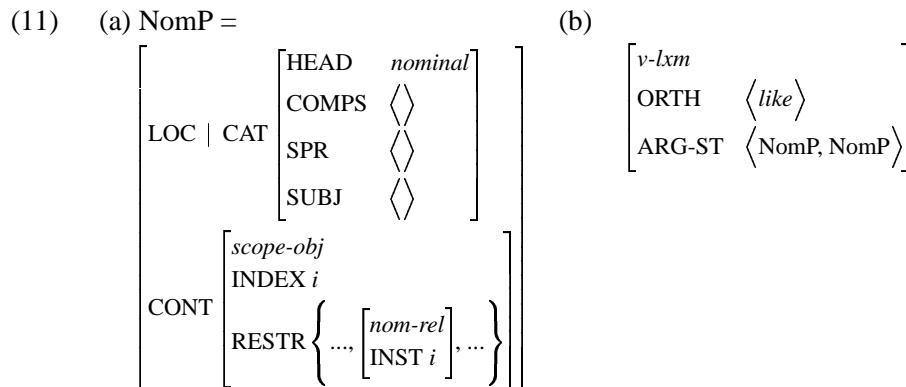 (11) (a) NomP = (b)
HEAD nominal
COMPS ⟨⟩
LOC | CAT
SPR ⟨⟩
SUBJ ⟨⟩
scope-obj
INDEX i
CONT
RESTR { ..., [ nom-rel
INST i ] , ... }
v-lxm
ORTH ⟨like⟩
ARG-ST ⟨NomP, NomP⟩